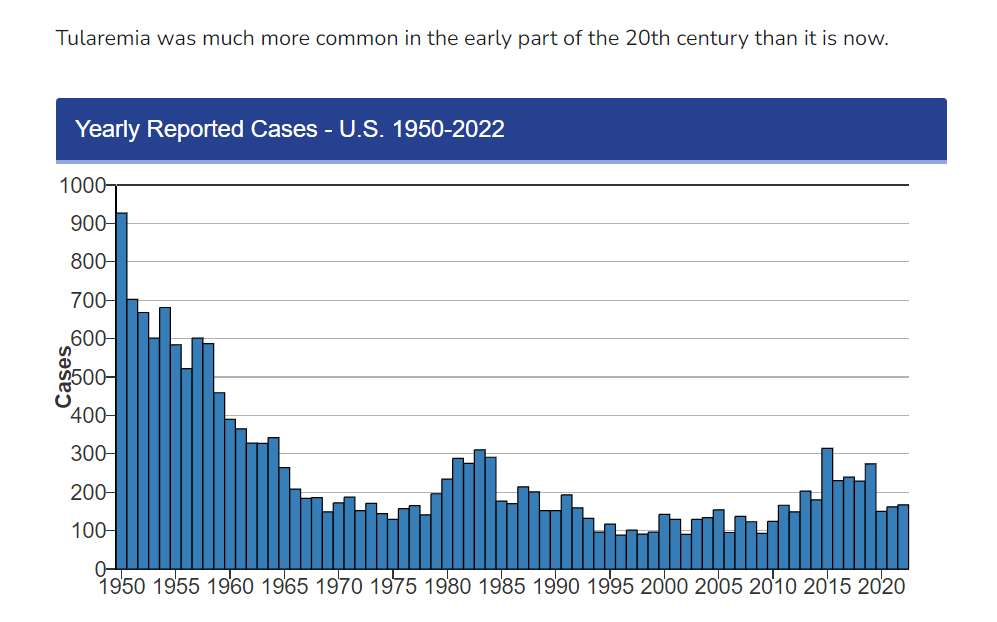 Tularemia was much more common in the early part of the 20th century than it is now.
Yearly Reported Cases - U.S. 1950-2022
1000
900
800
700
600
500
400
300
200
100
0
Cases
1950 1955 1960 1965 1970 1975 1980 1985 1990 1995 2000 2005 2010 2015 2020